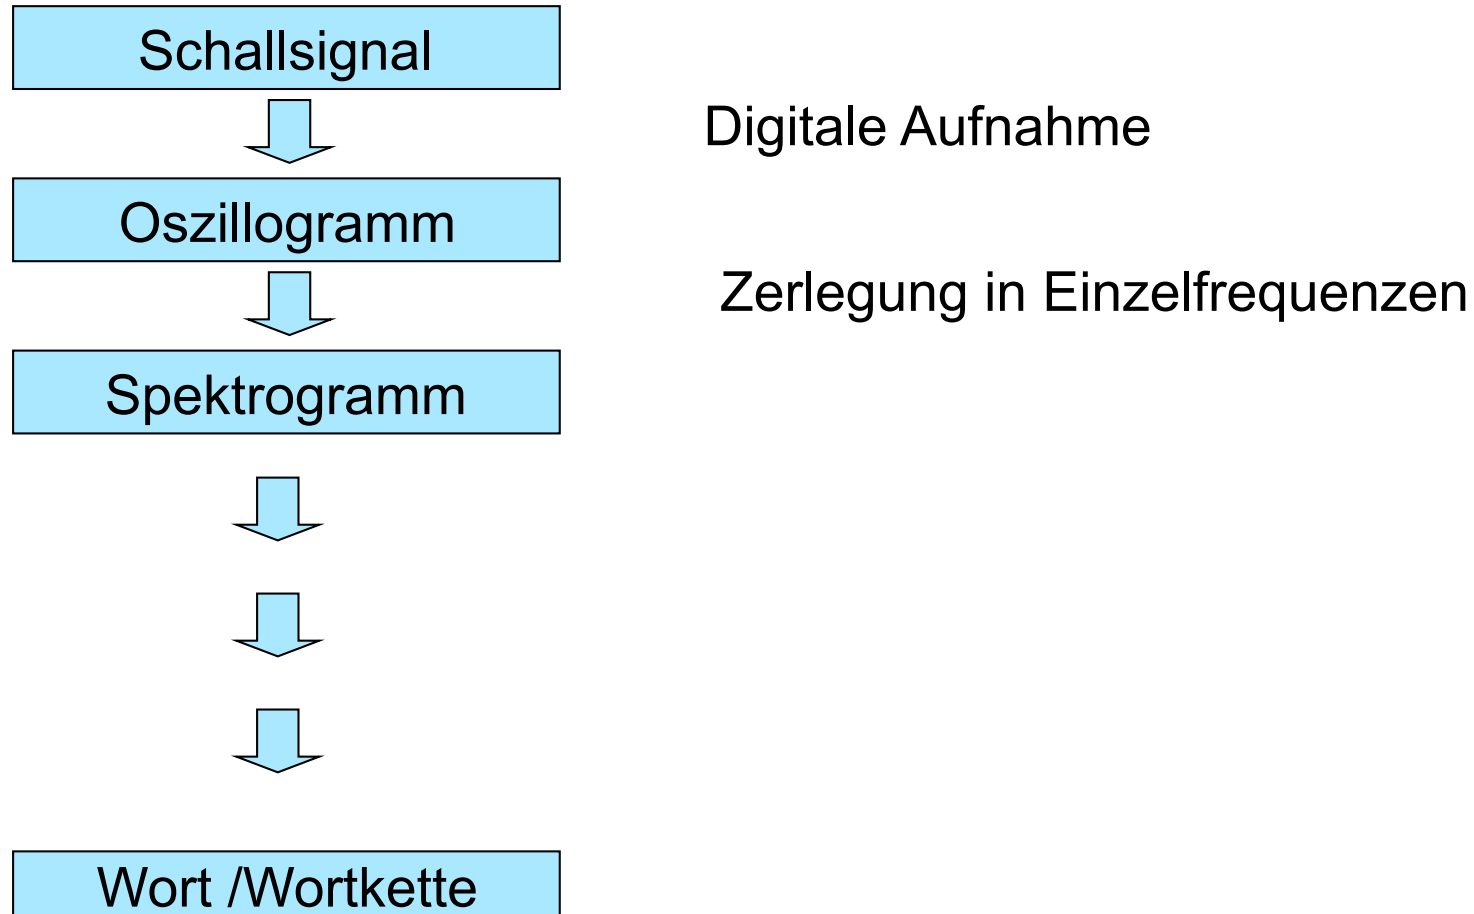 Schallsignal
Digitale Aufnahme
Oszillogramm
Zerlegung in Einzelfrequenzen
Spektrogramm
Wort /Wortkette